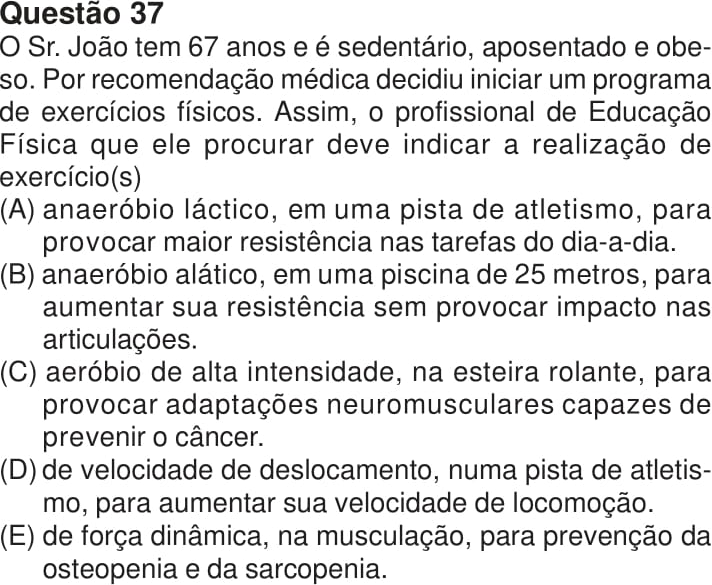 Questão 37
O Sr. João tem 67 anos e é sedentário, aposentado e obe-
so. Por recomendação médica decidiu iniciar um programa
de exercícios físicos. Assim, o profissional de Educação
Física que ele procurar deve indicar a realização de
exercício(s)
(A) anaeróbio láctico, em uma pista de atletismo, para
provocar maior resistência nas tarefas do dia-a-dia.
(B) anaeróbio alático, em uma piscina de 25 metros, para
aumentar sua resistência sem provocar impacto nas
articulações.
(C) aeróbio de alta intensidade, na esteira rolante, para
provocar adaptações neuromusculares capazes de
prevenir o câncer.
(D) de velocidade de deslocamento, numa pista de atletis-
mo, para aumentar sua velocidade de locomoção.
(E) de força dinâmica, na musculação, para prevenção da
osteopenia e da sarcopenia.